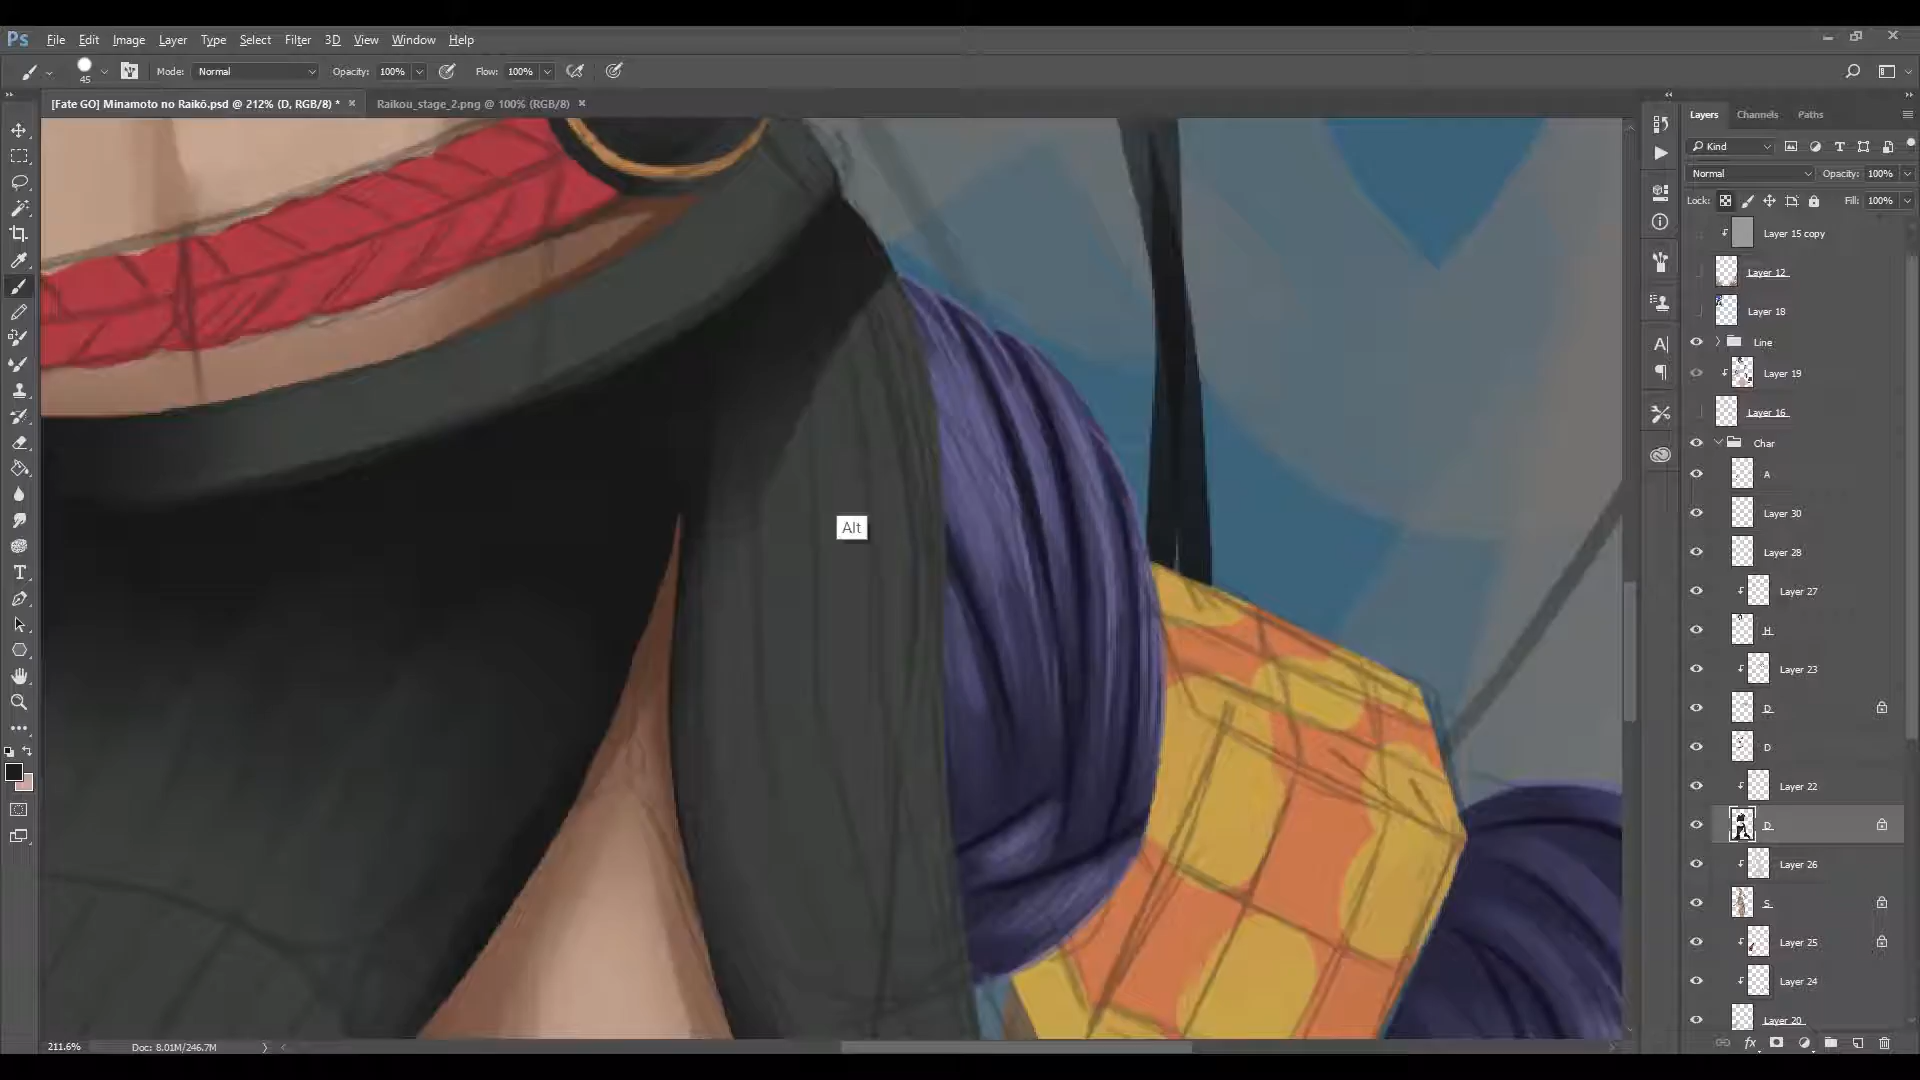 Ps File Edit Image Layer Type Select Filter 3D View Window Help
45 Mode: Normal Opacity: 100% Flow: 100%
[Fate GO] Minamoto no Raikō.psd @ 212% (D, RGB/8) * Raikou_stage_2.png @ 100% (RGB/8)
Layers Channels Paths
Kind
Normal Opacity: 100%
Lock: Fill: 100%
Layer 15 copy
Layer 12
Layer 18
Line
Layer 19
Layer 16
Char
A
Layer 30
Layer 28
Layer 27
H
Layer 23
D
D
Layer 22
D
Layer 26
S
Layer 25
Layer 24
Layer 20
Alt
211.6% Doc: 8.01M/246.7M